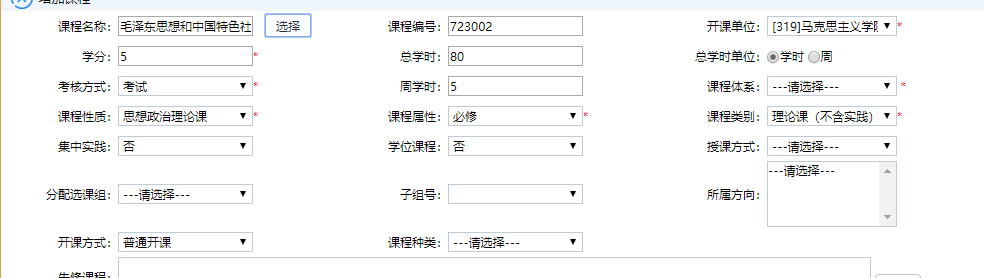 增加课程
课程名称: 毛泽东思想和中国特色社 选择 课程编号: 723002 开课单位: [319]马克思主义学院 *
学分: 5 * 总学时: 80 总学时单位: 学时 周
考核方式: 考试 * 周学时: 5 课程体系: ---请选择--- *
课程性质: 思想政治理论课 * 课程属性: 必修 * 课程类别: 理论课（不含实践） *
集中实践: 否 学位课程: 否 授课方式: ---请选择---
分配选课组: ---请选择--- 子组号: 所属方向: ---请选择---
开课方式: 普通开课 课程种类: ---请选择---
先修课程: